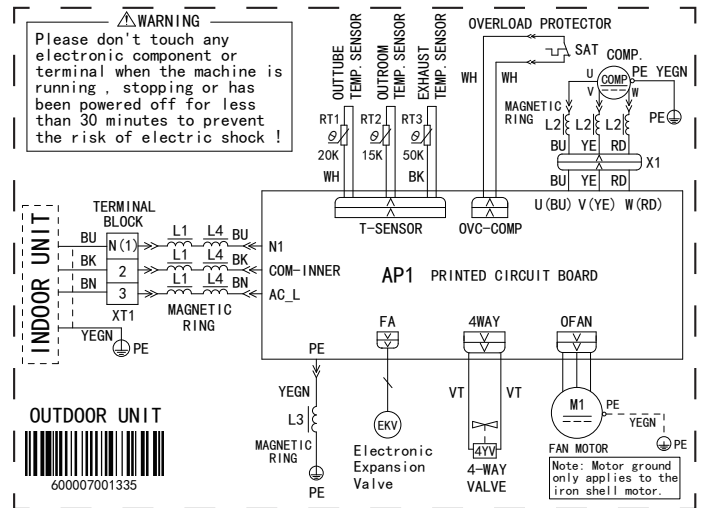 WARNING
Please don't touch any
electronic component or
terminal when the machine is
running , stopping or has
been powered off for less
than 30 minutes to prevent
the risk of electric shock !
OUTTUBE
TEMP. SENSOR
OUTROOM
TEMP. SENSOR
EXHAUST
TEMP. SENSOR
RT1
RT2
RT3
θ
θ
θ
20K
15K
50K
WH
BK
T-SENSOR
OVERLOAD PROTECTOR
SAT
WH
WH
OVC-COMP
COMP.
U
COMP
PE YEGN
V
W
PE
MAGNETIC
RING
L2
L2
L2
BU YE RD
X1
BU YE RD
U(BU) V(YE) W(RD)
INDOOR UNIT
TERMINAL
BLOCK
BU
N(1)
L1
L4
BU
N1
BK
2
L1
L4
BK
COM-INNER
BN
3
L1
L4
BN
AC_L
XT1
MAGNETIC
RING
YEGN
PE
AP1 PRINTED CIRCUIT BOARD
PE
YEGN
L3
MAGNETIC
RING
PE
FA
EKV
Electronic
Expansion
Valve
4WAY
VT
VT
4YV
4-WAY
VALVE
OFAN
M1
PE
YEGN
PE
FAN MOTOR
Note: Motor ground
only applies to the
iron shell motor.
OUTDOOR UNIT
600007001335